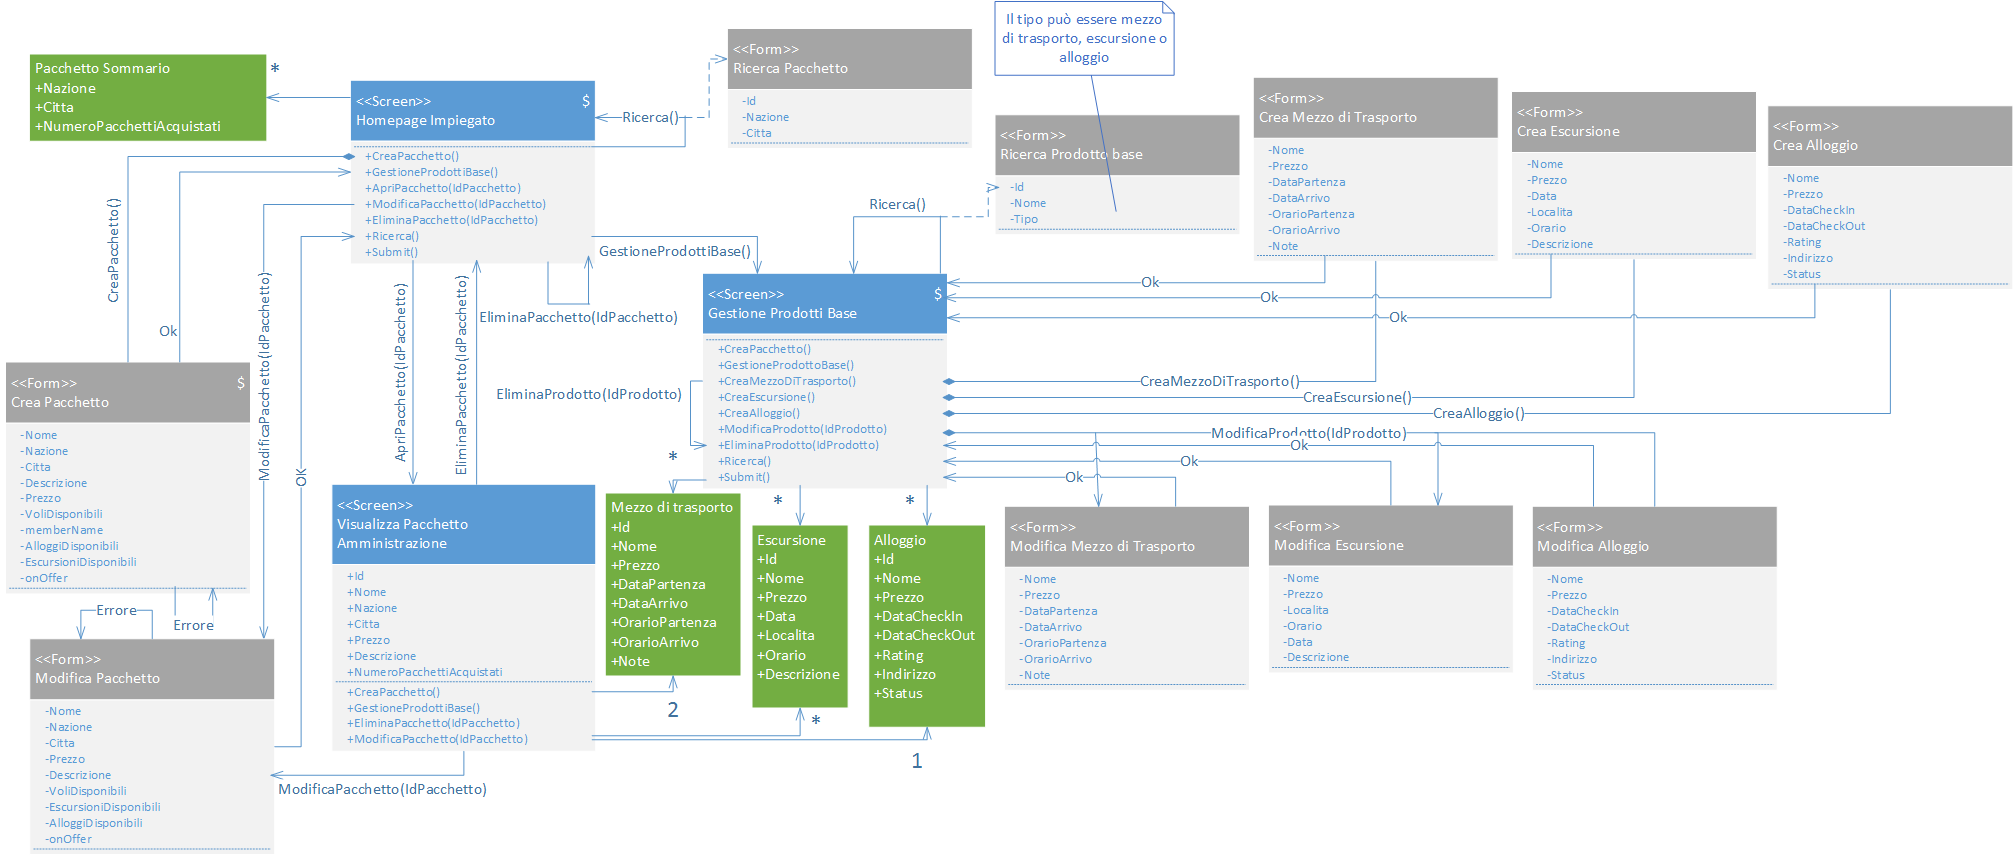 Il tipo può essere mezzo
di trasporto, escursione o
alloggio
Pacchetto Sommario
+Nazione
+Citta
+NumeroPacchettiAcquistati
*
<<Screen>>
$
Homepage Impiegato
+CreaPacchetto()
+GestioneProdottiBase()
+ApriPacchetto(IdPacchetto)
+ModificaPacchetto(IdPacchetto)
+EliminaPacchetto(IdPacchetto)
+Ricerca()
+Submit()
Ricerca()
<<Form>>
Ricerca Pacchetto
-Id
-Nazione
-Citta
<<Form>>
Ricerca Prodotto base
-Id
-Nome
-Tipo
<<Form>>
Crea Mezzo di Trasporto
-Nome
-Prezzo
-DataPartenza
-DataArrivo
-OrarioPartenza
-OrarioArrivo
-Note
<<Form>>
Crea Escursione
-Nome
-Prezzo
-Data
-Localita
-Orario
-Descrizione
<<Form>>
Crea Alloggio
-Nome
-Prezzo
-DataCheckIn
-DataCheckOut
-Rating
-Indirizzo
-Status
CreaPacchetto()
Ok
ModificaPacchetto(IdPacchetto)
OK
ApriPacchetto(IdPacchetto)
EliminaPacchetto(IdPacchetto)
EliminaPacchetto(IdPacchetto)
GestioneProdottiBase()
Ricerca()
Ok
Ok
Ok
<<Screen>>
$
Gestione Prodotti Base
+CreaPacchetto()
+GestioneProdottoBase()
+CreaMezzoDiTrasporto()
+CreaEscursione()
+CreaAlloggio()
+ModificaProdotto(IdProdotto)
+EliminaProdotto(IdProdotto)
+Ricerca()
+Submit()
EliminaProdotto(IdProdotto)
CreaMezzoDiTrasporto()
CreaEscursione()
CreaAlloggio()
ModificaProdotto(IdProdotto)
Ok
Ok
Ok
<<Form>>
$
Crea Pacchetto
-Nome
-Nazione
-Citta
-Descrizione
-Prezzo
-VoliDisponibili
-memberName
-AlloggiDisponibili
-EscursioniDisponibili
-onOffer
Errore
Errore
<<Form>>
Modifica Pacchetto
-Nome
-Nazione
-Citta
-Prezzo
-Descrizione
-VoliDisponibili
-EscursioniDisponibili
-AlloggiDisponibili
-onOffer
<<Screen>>
Visualizza Pacchetto
Amministrazione
+Id
+Nome
+Nazione
+Citta
+Prezzo
+Descrizione
+NumeroPacchettiAcquistati
+CreaPacchetto()
+GestioneProdottiBase()
+EliminaPacchetto(IdPacchetto)
+ModificaPacchetto(IdPacchetto)
ModificaPacchetto(IdPacchetto)
*
Mezzo di trasporto
+Id
+Nome
+Prezzo
+DataPartenza
+DataArrivo
+OrarioPartenza
+OrarioArrivo
+Note
2
*
Escursione
+Id
+Nome
+Prezzo
+Data
+Localita
+Orario
+Descrizione
*
*
Alloggio
+Id
+Nome
+Prezzo
+DataCheckIn
+DataCheckOut
+Rating
+Indirizzo
+Status
1
<<Form>>
Modifica Mezzo di Trasporto
-Nome
-Prezzo
-DataPartenza
-DataArrivo
-OrarioPartenza
-OrarioArrivo
-Note
<<Form>>
Modifica Escursione
-Nome
-Prezzo
-Localita
-Orario
-Data
-Descrizione
<<Form>>
Modifica Alloggio
-Nome
-Prezzo
-DataCheckIn
-DataCheckOut
-Rating
-Indirizzo
-Status